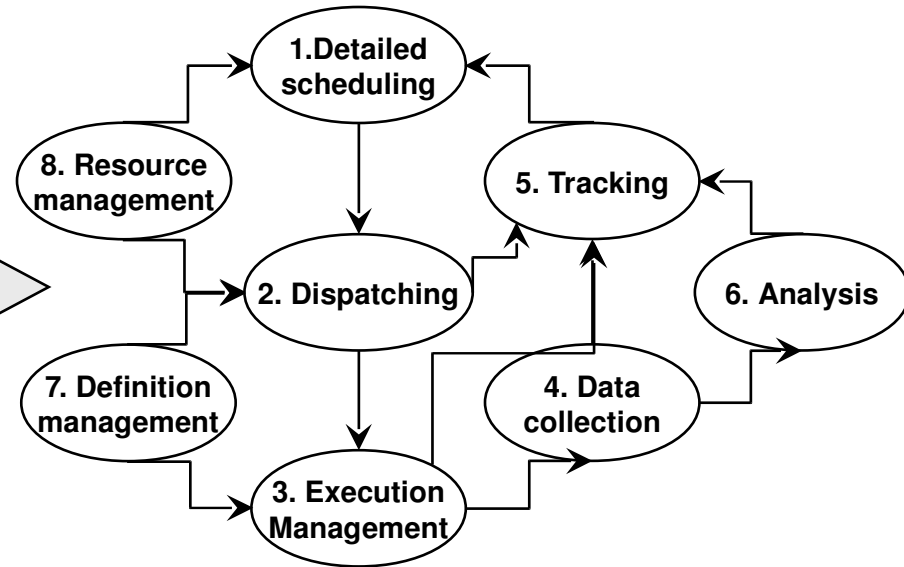 1.Detailed
scheduling
8. Resource
management
5. Tracking
2. Dispatching
6. Analysis
7. Definition
management
4. Data
collection
3. Execution
Management